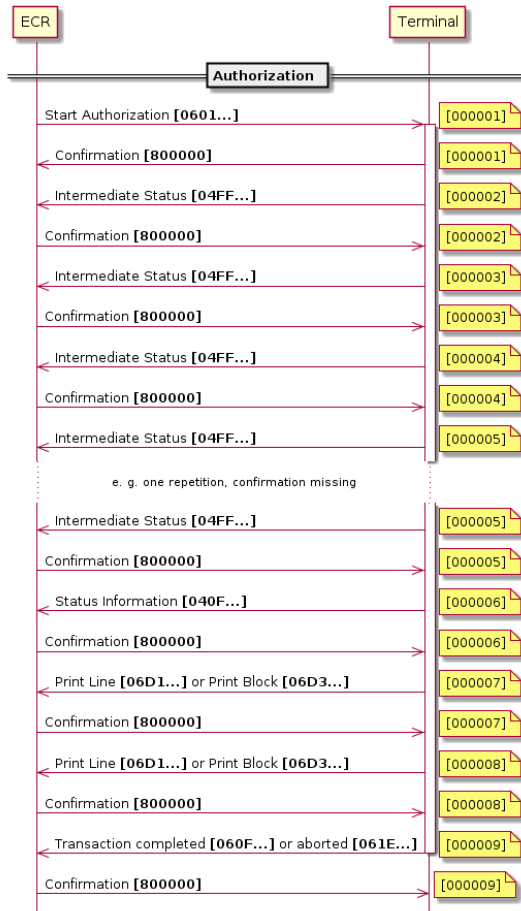 ECR Terminal
Authorization
Start Authorization [0601...] [000001]
Confirmation [800000] [000001]
Intermediate Status [04FF...] [000002]
Confirmation [800000] [000002]
Intermediate Status [04FF...] [000003]
Confirmation [800000] [000003]
Intermediate Status [04FF...] [000004]
Confirmation [800000] [000004]
Intermediate Status [04FF...] [000005]
e. g. one repetition, confirmation missing
Intermediate Status [04FF...] [000005]
Confirmation [800000] [000005]
Status Information [040F...] [000006]
Confirmation [800000] [000006]
Print Line [06D1...] or Print Block [06D3...] [000007]
Confirmation [800000] [000007]
Print Line [06D1...] or Print Block [06D3...] [000008]
Confirmation [800000] [000008]
Transaction completed [060F...] or aborted [061E...] [000009]
Confirmation [800000] [000009]